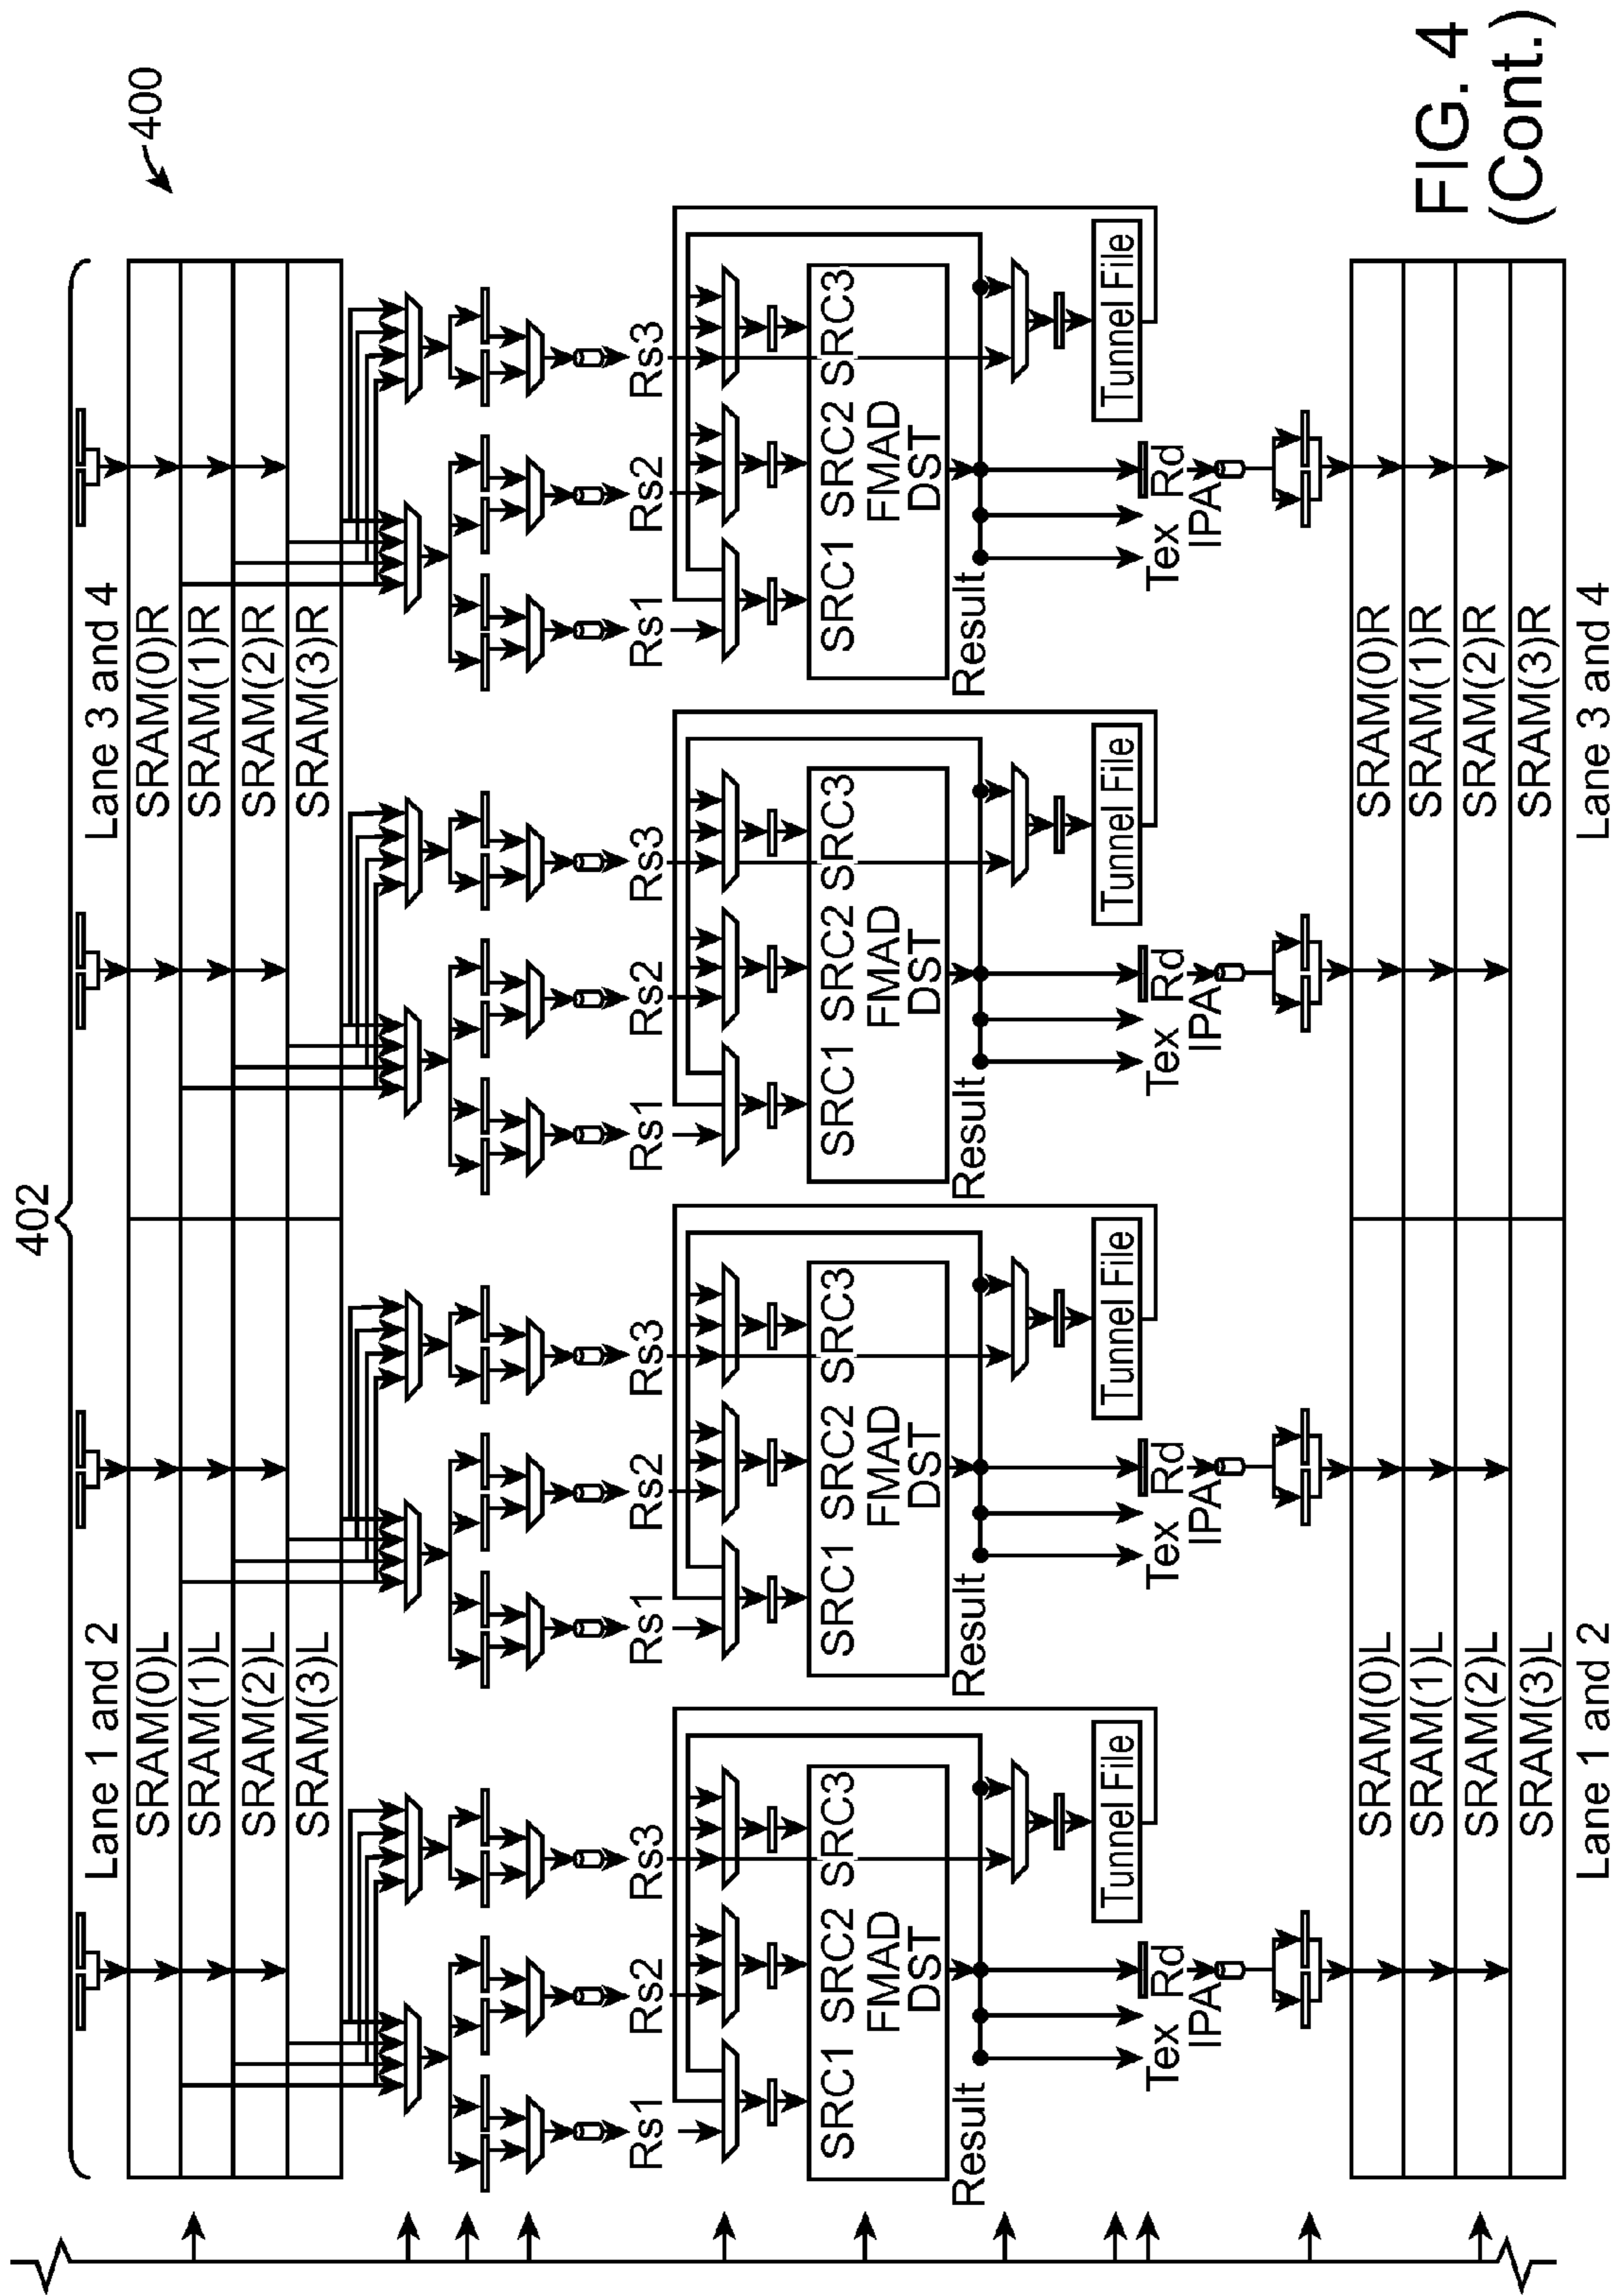 400
402
Lane 1 and 2
Lane 3 and 4
SRAM(0)L
SRAM(0)R
SRAM(1)L
SRAM(1)R
SRAM(2)L
SRAM(2)R
SRAM(3)L
SRAM(3)R
Rs1 Rs2 Rs3
Rs1 Rs2 Rs3
Rs1 Rs2 Rs3
Rs1 Rs2 Rs3
SRC1 SRC2 SRC3
SRC1 SRC2 SRC3
SRC1 SRC2 SRC3
SRC1 SRC2 SRC3
FMAD
FMAD
FMAD
FMAD
DST
DST
DST
DST
Result
Result
Result
Result
Tunnel File
Tunnel File
Tunnel File
Tunnel File
Tex Rd
Tex Rd
Tex Rd
Tex Rd
IPA
IPA
IPA
IPA
SRAM(0)L
SRAM(0)R
SRAM(1)L
SRAM(1)R
SRAM(2)L
SRAM(2)R
SRAM(3)L
SRAM(3)R
Lane 1 and 2
Lane 3 and 4
FIG. 4
(Cont.)